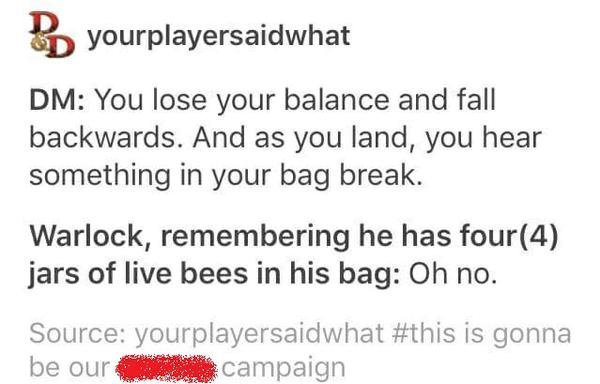 D&D yourplayersaidwhat
DM: You lose your balance and fall
backwards. And as you land, you hear
something in your bag break.
Warlock, remembering he has four(4)
jars of live bees in his bag: Oh no.
Source: yourplayersaidwhat #this is gonna
be our campaign